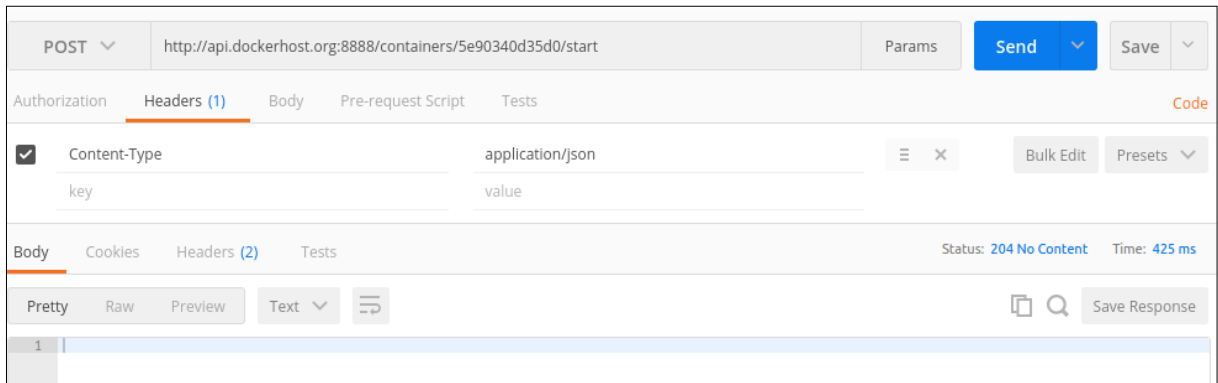 POST http://api.dockerhost.org:8888/containers/5e90340d35d0/start Params Send Save
Authorization Headers (1) Body Pre-request Script Tests Code
Content-Type application/json Bulk Edit Presets
key value
Body Cookies Headers (2) Tests Status: 204 No Content Time: 425 ms
Pretty Raw Preview Text Save Response
1